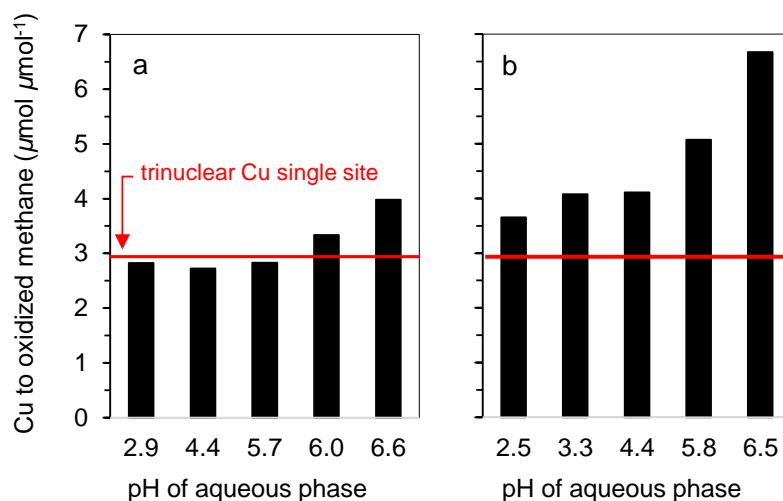 Cu to oxidized methane (µmol µmol-1)
7
6
5
4
3
2
1
0
a
trinuclear Cu single site
2.9 4.4 5.7 6.0 6.6
pH of aqueous phase
b
2.5 3.3 4.4 5.8 6.5
pH of aqueous phase